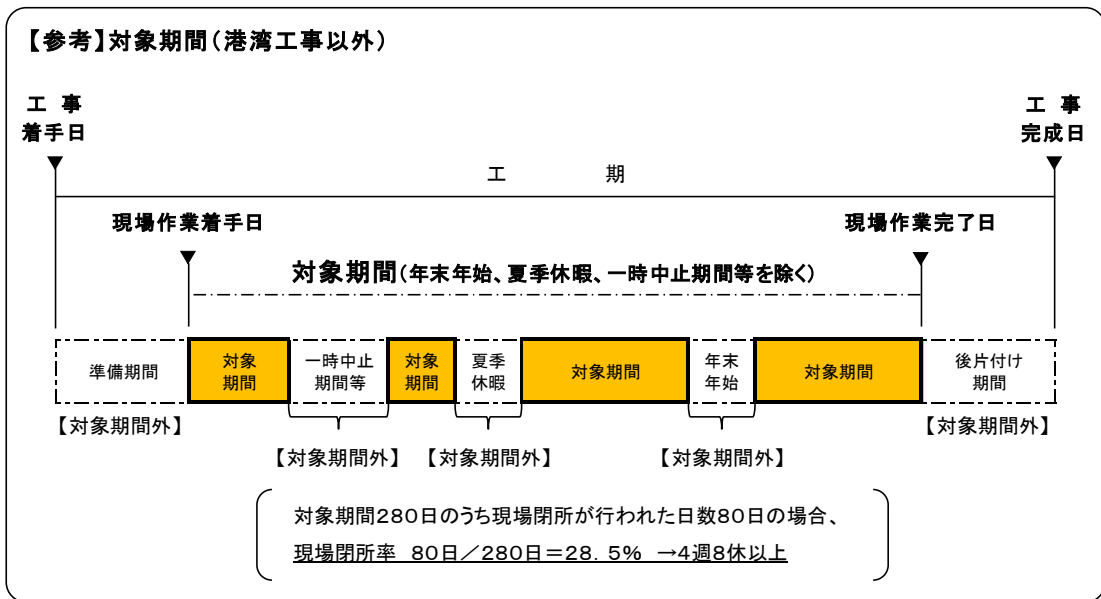 【参考】対象期間(港湾工事以外)
工 事
着手日
工 事
完成日
工 期
現場作業着手日
現場作業完了日
対象期間(年末年始、夏季休暇、一時中止期間等を除く)
準備期間
対象
期間
一時中止
期間等
対象
期間
夏季
休暇
対象期間
年末
年始
対象期間
後片付け
期間
【対象期間外】
【対象期間外】
【対象期間外】
【対象期間外】
【対象期間外】
対象期間280日のうち現場閉所が行われた日数80日の場合、
現場閉所率 80日/280日=28.5% →4週8休以上